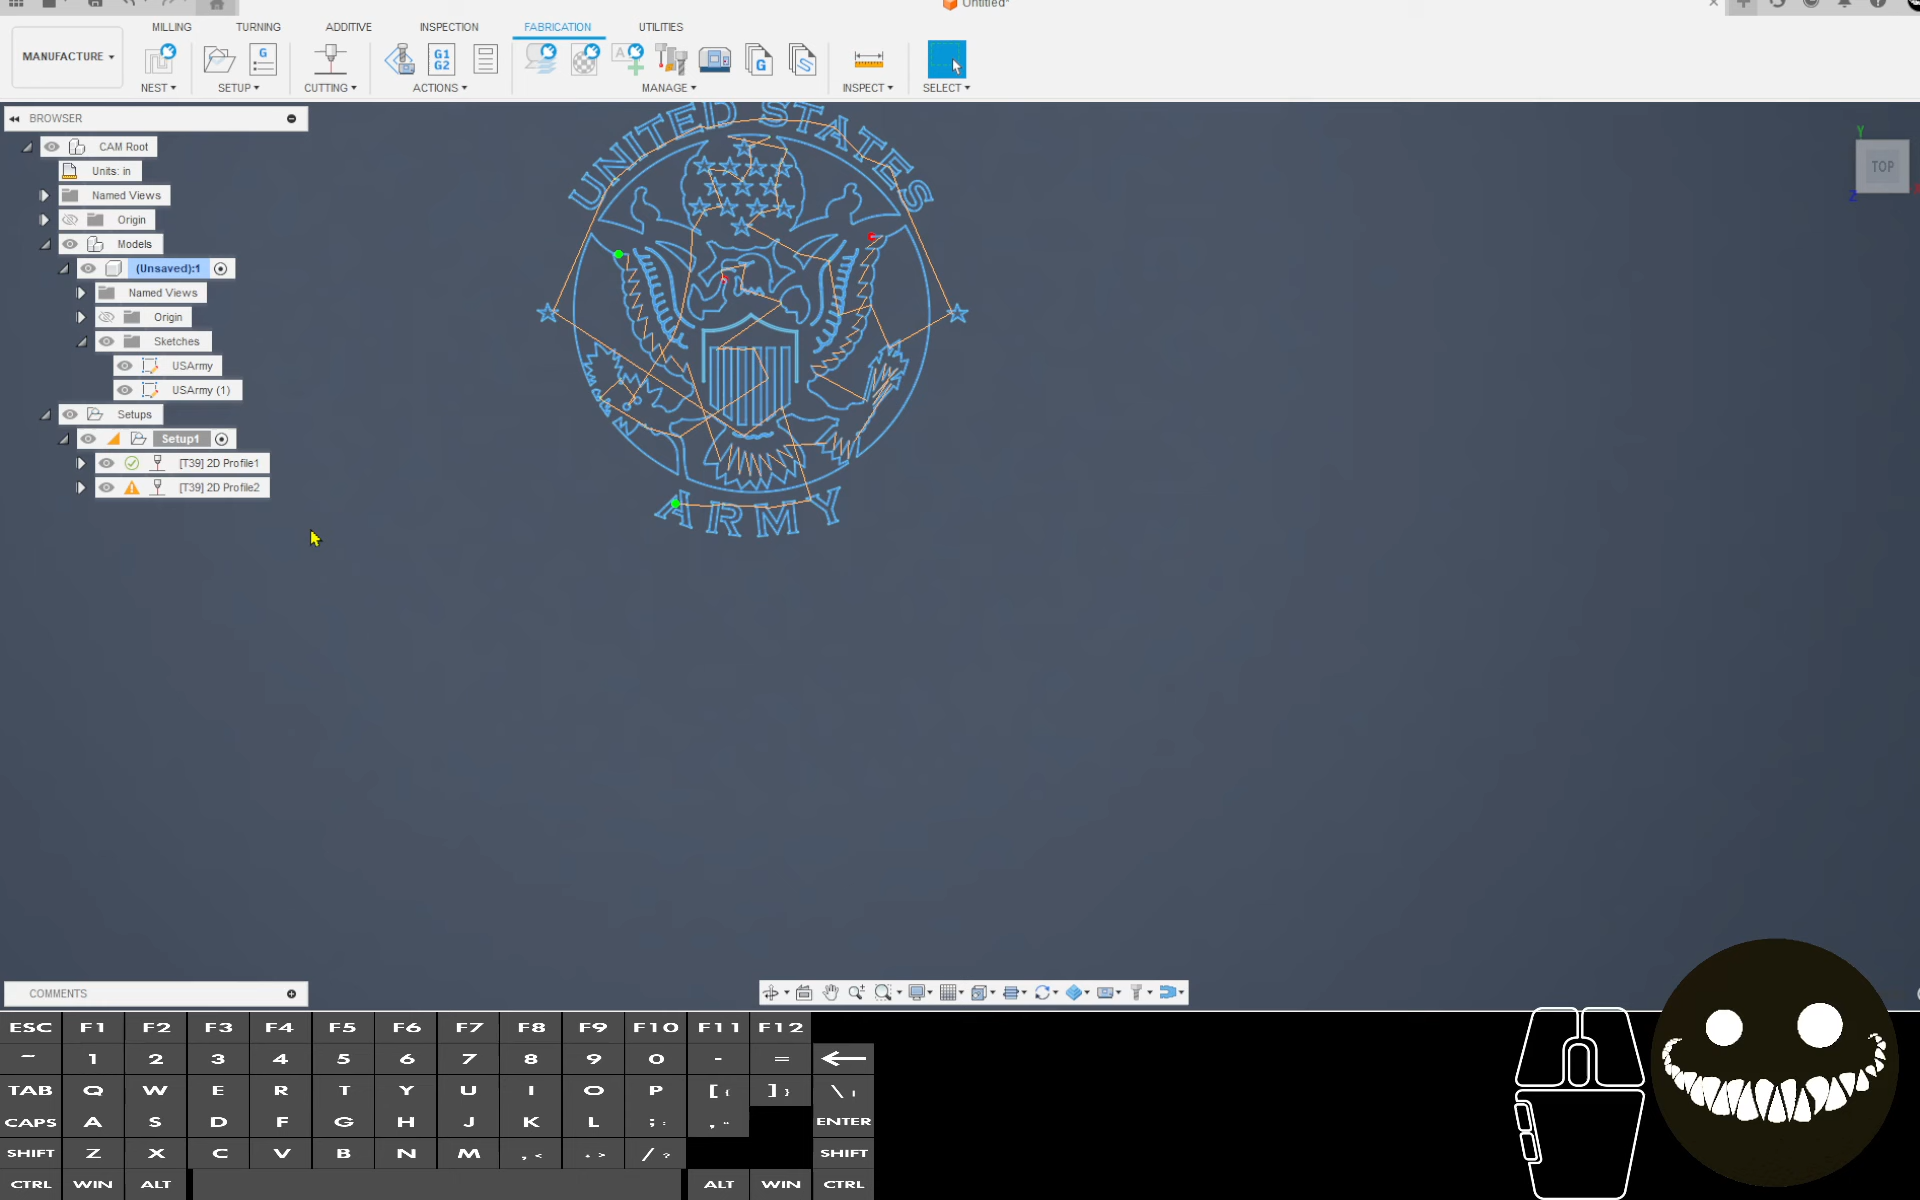 Untitled*
MILLING TURNING ADDITIVE INSPECTION FABRICATION UTILITIES
MANUFACTURE
G G1 G2 A G S
NEST SETUP CUTTING ACTIONS MANAGE INSPECT SELECT
BROWSER
CAM Root
Units: in
Named Views
Origin
Models
(Unsaved):1
Named Views
Origin
Sketches
USArmy
USArmy (1)
Setups
Setup1
[T39] 2D Profile1
[T39] 2D Profile2
UNITED STATES
ARMY
Y
TOP
Z
COMMENTS
ESC F1 F2 F3 F4 F5 F6 F7 F8 F9 F10 F11 F12
~ 1 2 3 4 5 6 7 8 9 0 - =
TAB Q W E R T Y U I O P [{ ]} \|
CAPS A S D F G H J K L ;: ," ENTER
SHIFT Z X C V B N M ,< .> /? SHIFT
CTRL WIN ALT ALT WIN CTRL